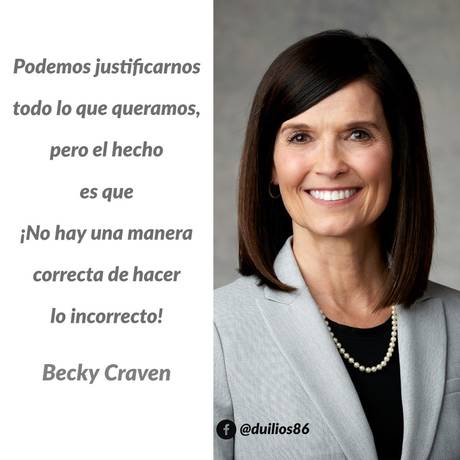 Podemos justificarnos
todo lo que queramos,
pero el hecho
es que
¡No hay una manera
correcta de hacer
lo incorrecto!
Becky Craven
f @duilios86